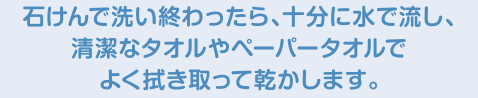 石けんで洗い終わったら、十分に水で流し、
清潔なタオルやペーパータオルで
よく拭き取って乾かします。